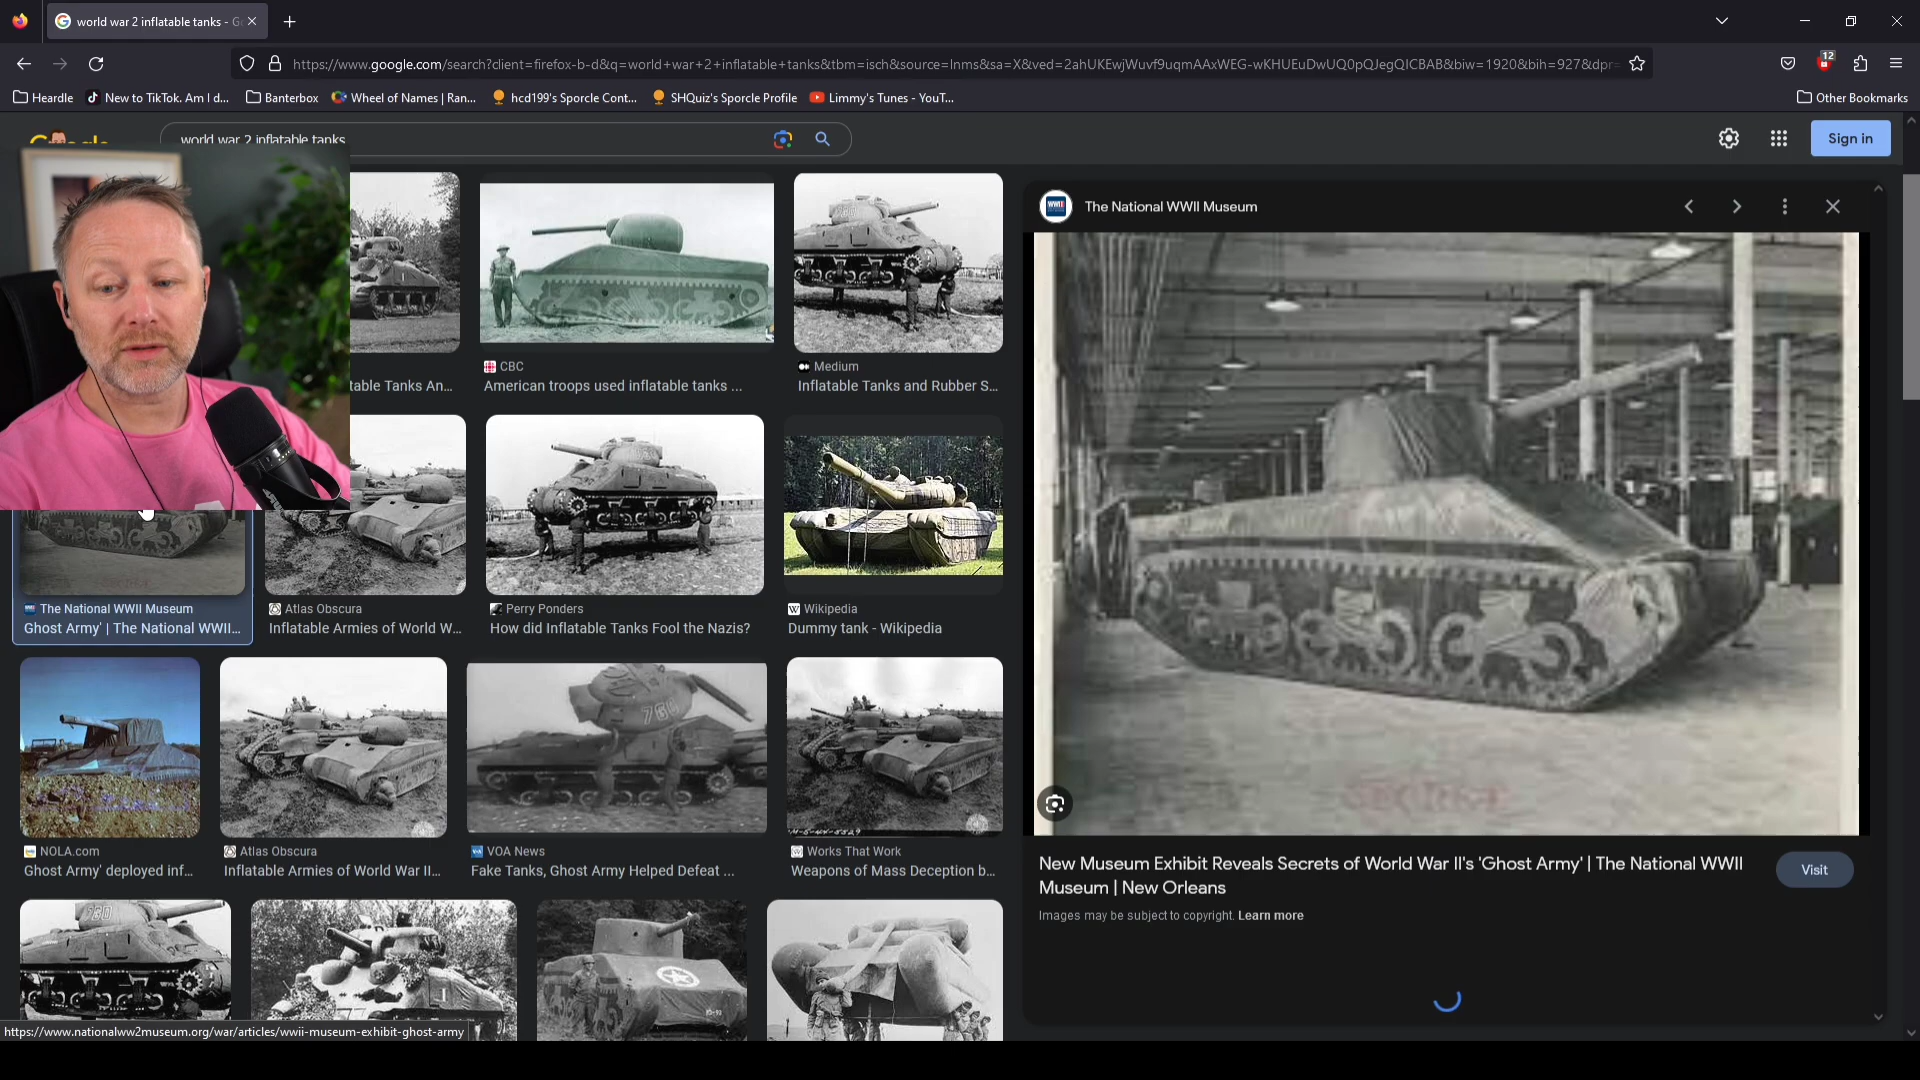 world war 2 inflatable tanks - G
https://www.google.com/search?client=firefox-b-d&q=world+war+2+inflatable+tanks&tbm=isch&source=lnms&sa=X&ved=2ahUKEwjWuvf9uqmAAxWEG-wKHUEuDwUQ0pQJegQICBAB&biw=1920&bih=927&dpr=
12
Heardle
New to TikTok. Am I d...
Banterbox
Wheel of Names | Ran...
hcd199's Sporcle Cont...
SHQuiz's Sporcle Profile
Limmy's Tunes - YouT...
Other Bookmarks
world war 2 inflatable tanks
Sign in
The National WWII Museum
CBC
Medium
table Tanks An...
American troops used inflatable tanks ...
Inflatable Tanks and Rubber S...
The National WWII Museum
Atlas Obscura
Perry Ponders
Wikipedia
Ghost Army' | The National WWII...
Inflatable Armies of World W...
How did Inflatable Tanks Fool the Nazis?
Dummy tank - Wikipedia
NOLA.com
Atlas Obscura
VOA News
Works That Work
Ghost Army' deployed inf...
Inflatable Armies of World War II...
Fake Tanks, Ghost Army Helped Defeat ...
Weapons of Mass Deception b...
New Museum Exhibit Reveals Secrets of World War II's 'Ghost Army' | The National WWII
Museum | New Orleans
Visit
Images may be subject to copyright. Learn more
https://www.nationalww2museum.org/war/articles/wwii-museum-exhibit-ghost-army